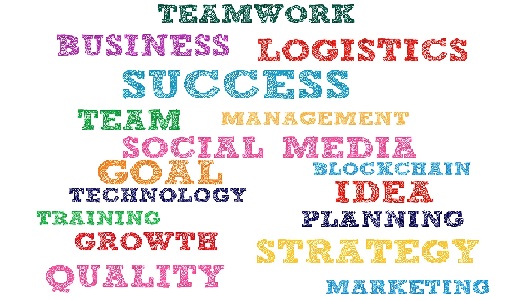 TEAMWORK
BUSINESS
LOGISTICS
SUCCESS
TEAM
MANAGEMENT
SOCIAL MEDIA
GOAL
BLOCKCHAIN
TECHNOLOGY
IDEA
TRAINING
PLANNING
GROWTH
STRATEGY
QUALITY
MARKETING